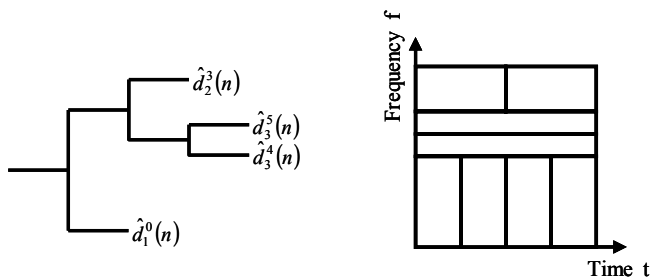 d̂₂³(n)
d̂₃⁵(n)
d̂₃⁴(n)
d̂₁⁰(n)
Frequency f
Time t